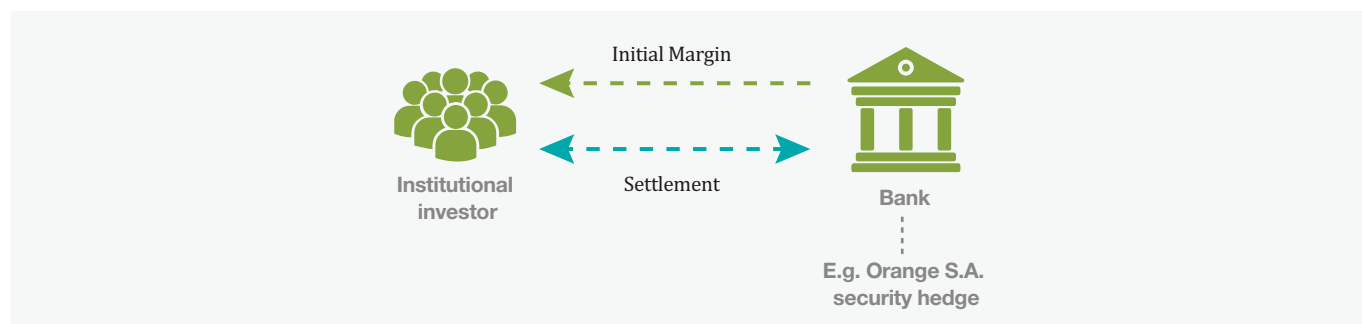 Initial Margin
Institutional
investor
Settlement
Bank
E.g. Orange S.A.
security hedge